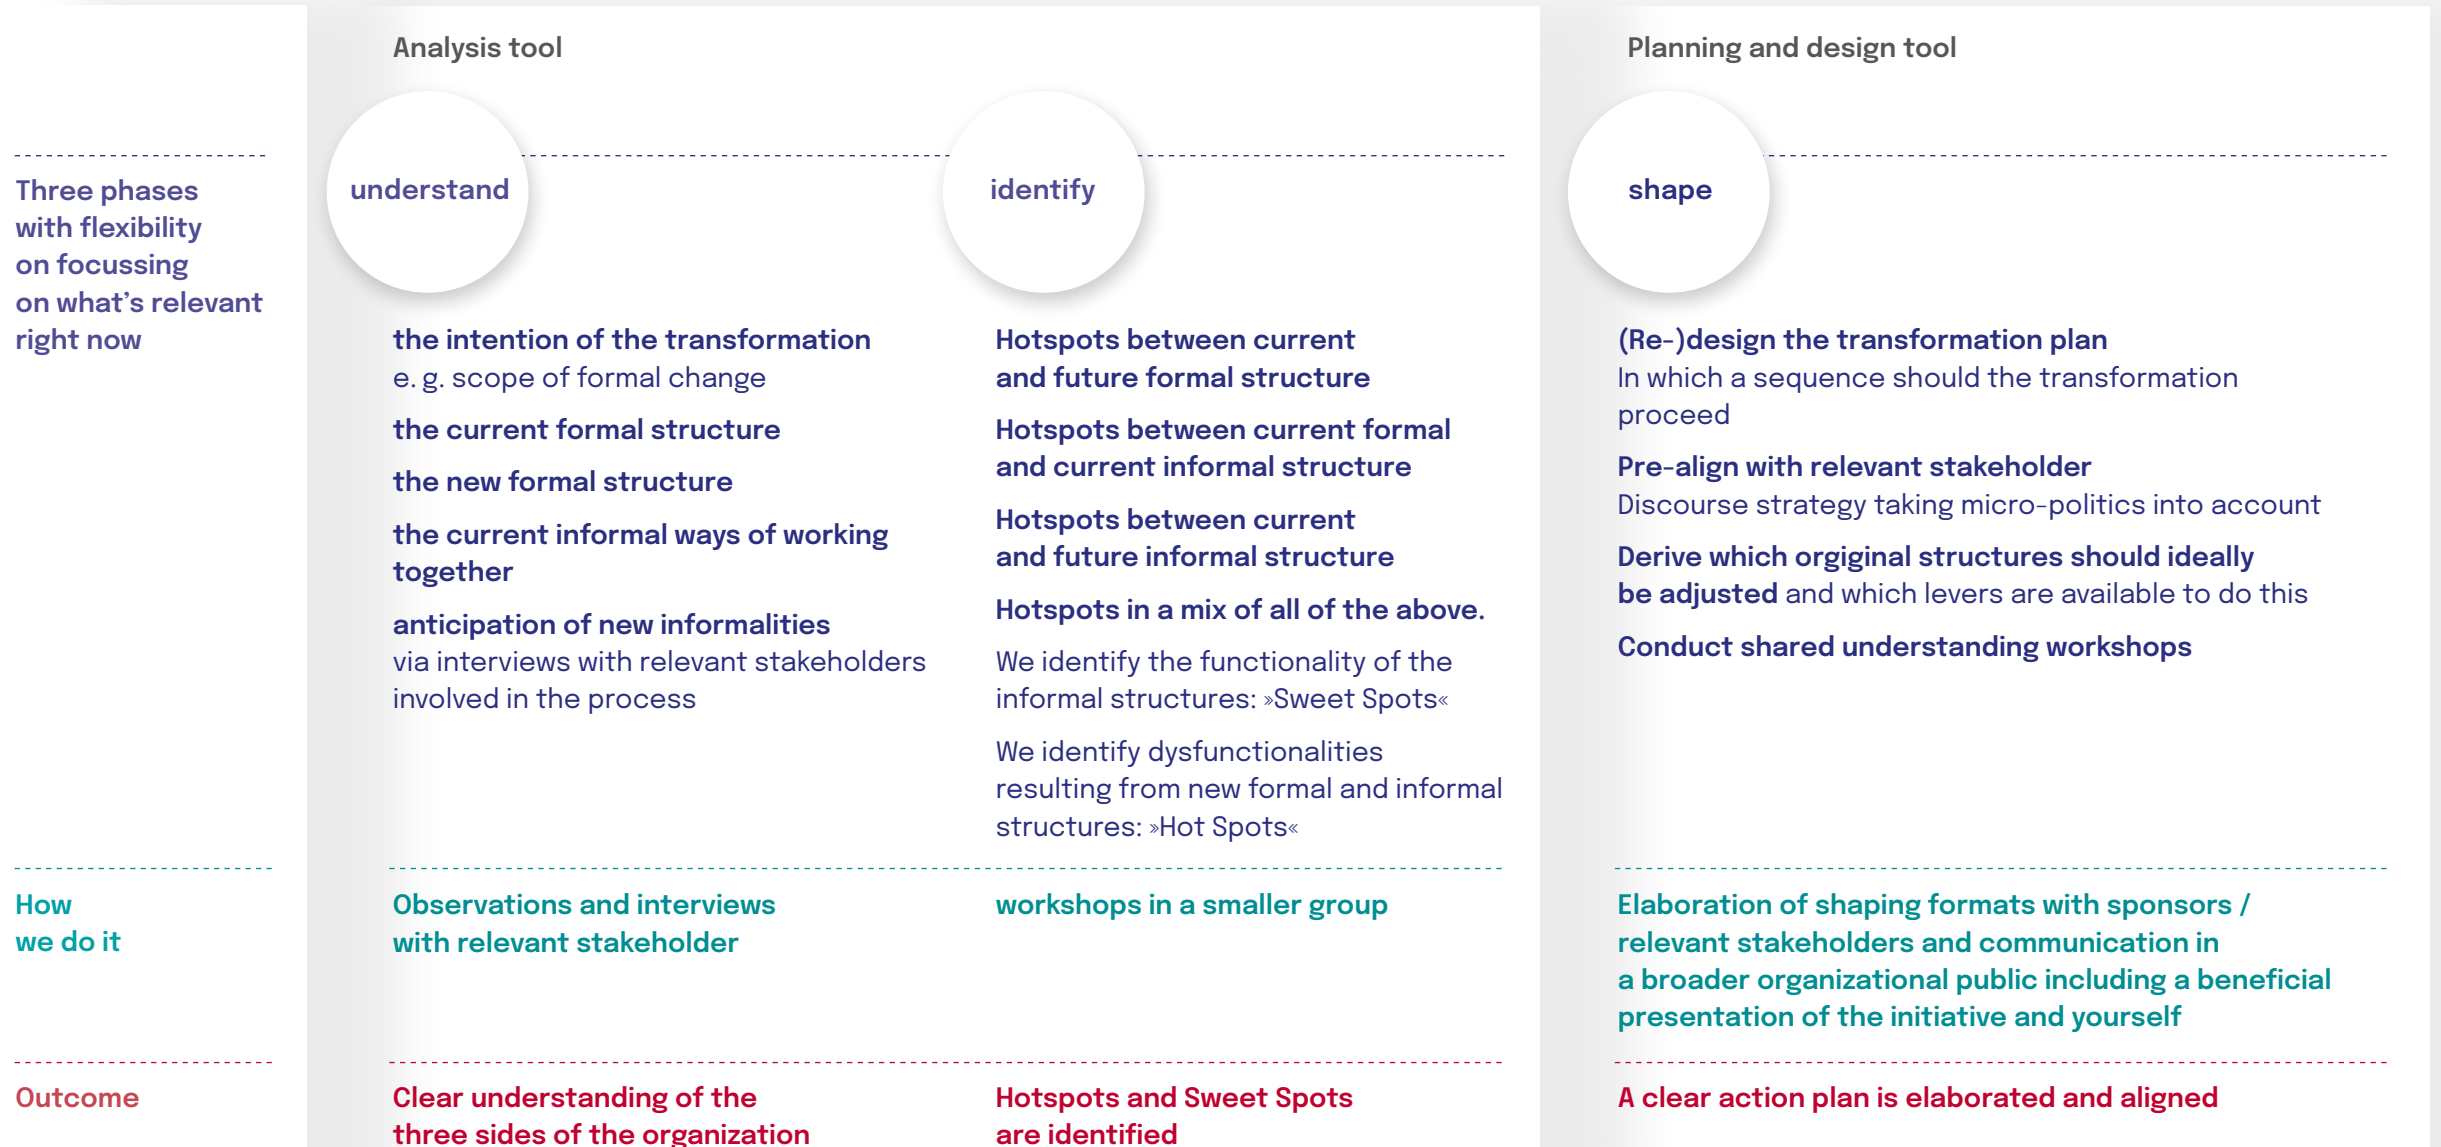 Analysis tool
Planning and design tool
Three phases
with flexibility
on focussing
on what's relevant
right now
understand
the intention of the transformation
e. g. scope of formal change
the current formal structure
the new formal structure
the current informal ways of working
together
anticipation of new informalities
via interviews with relevant stakeholders
involved in the process
identify
Hotspots between current
and future formal structure
Hotspots between current formal
and current informal structure
Hotspots between current
and future informal structure
Hotspots in a mix of all of the above.
We identify the functionality of the
informal structures: »Sweet Spots«
We identify dysfunctionalities
resulting from new formal and informal
structures: »Hot Spots«
shape
(Re-)design the transformation plan
In which a sequence should the transformation
proceed
Pre-align with relevant stakeholder
Discourse strategy taking micro-politics into account
Derive which orgiginal structures should ideally
be adjusted and which levers are available to do this
Conduct shared understanding workshops
How
we do it
Observations and interviews
with relevant stakeholder
workshops in a smaller group
Elaboration of shaping formats with sponsors /
relevant stakeholders and communication in
a broader organizational public including a beneficial
presentation of the initiative and yourself
Outcome
Clear understanding of the
three sides of the organization
Hotspots and Sweet Spots
are identified
A clear action plan is elaborated and aligned